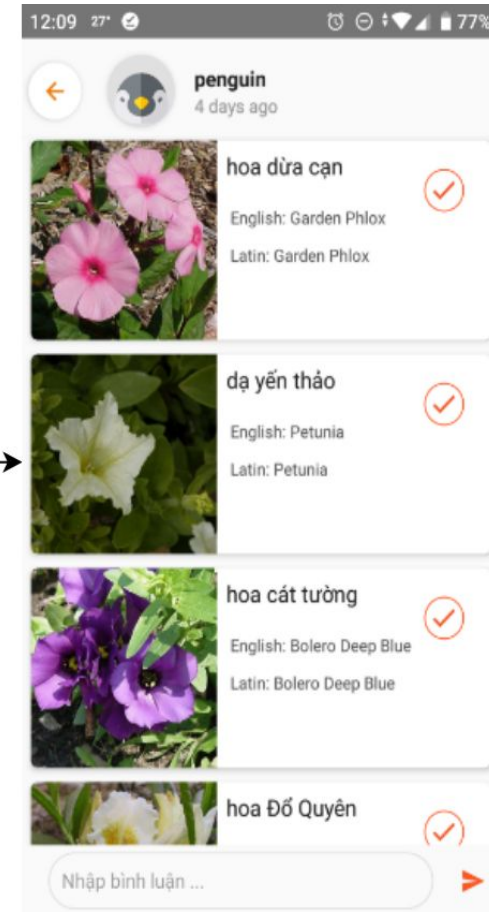 12:09 27° 77%
penguin
4 days ago
hoa dừa cạn
English: Garden Phlox
Latin: Garden Phlox
dạ yến thảo
English: Petunia
Latin: Petunia
hoa cát tường
English: Bolero Deep Blue
Latin: Bolero Deep Blue
hoa Đổ Quyên
Nhập bình luận ...